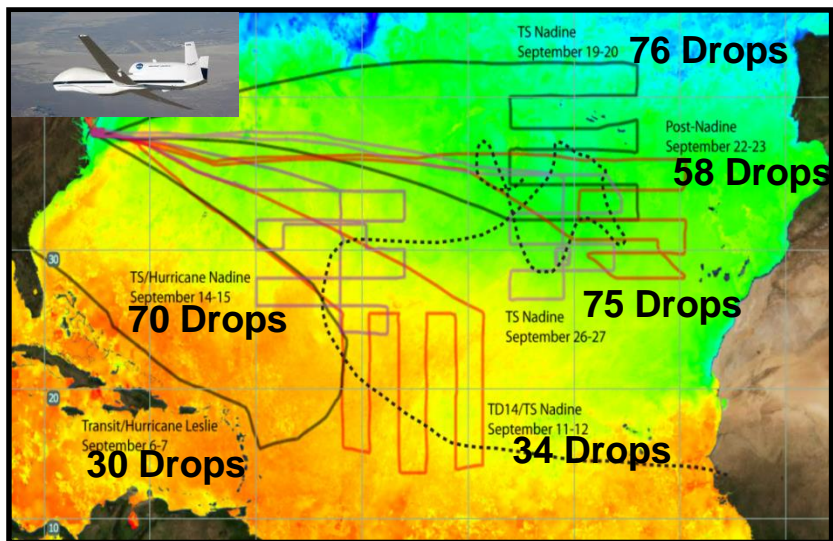 TS Nadine
September 19-20
76 Drops
Post-Nadine
September 22-23
58 Drops
30
TS/Hurricane Nadine
September 14-15
70 Drops
75 Drops
TS Nadine
September 26-27
20
Transit/Hurricane Leslie
September 6-7
30 Drops
TD14/TS Nadine
September 11-12
34 Drops
10